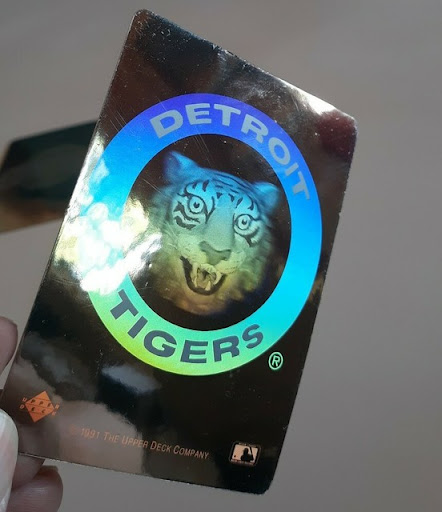 DETROIT
TIGERS
®
1991 THE UPPER DECK COMPANY